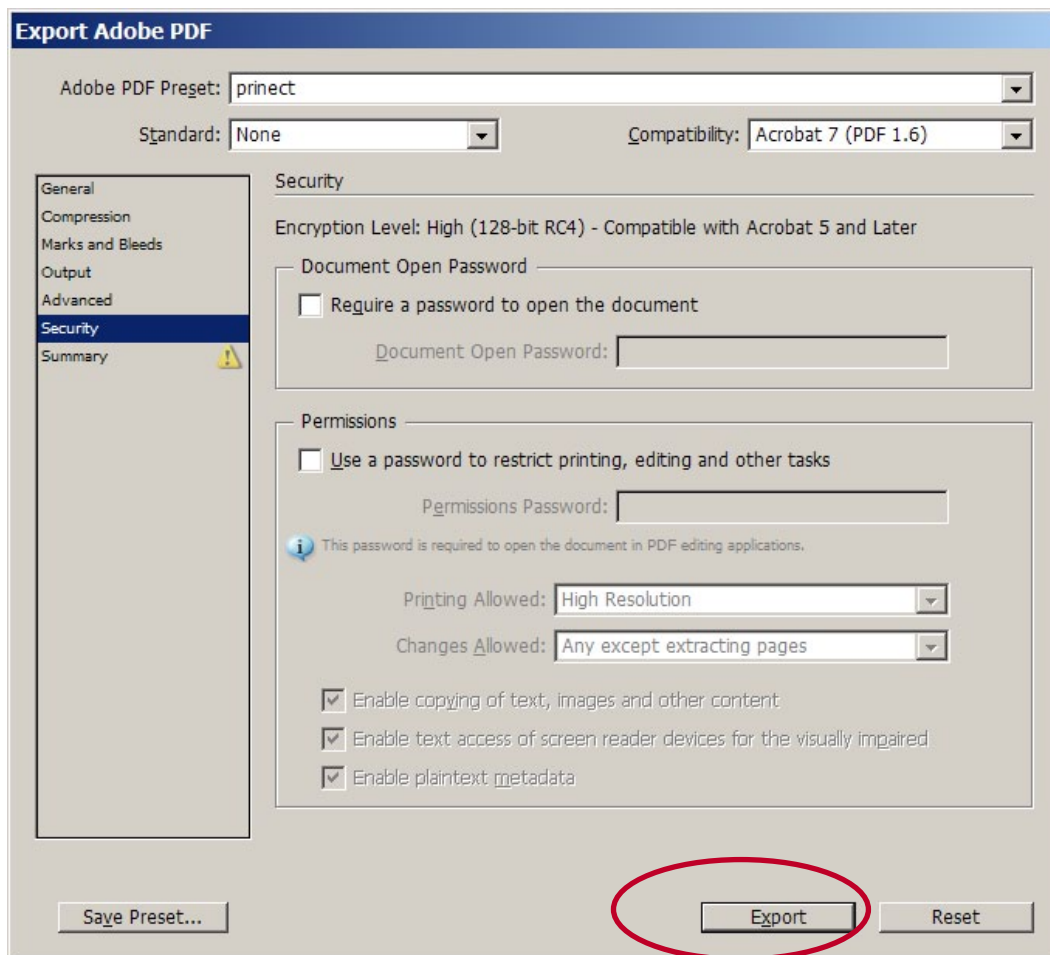 Export Adobe PDF
Adobe PDF Preset: prinect
Standard: None Compatibility: Acrobat 7 (PDF 1.6)
General
Compression
Marks and Bleeds
Output
Advanced
Security
Summary
Security
Encryption Level: High (128-bit RC4) - Compatible with Acrobat 5 and Later
Document Open Password
Require a password to open the document
Document Open Password:
Permissions
Use a password to restrict printing, editing and other tasks
Permissions Password:
This password is required to open the document in PDF editing applications.
Printing Allowed: High Resolution
Changes Allowed: Any except extracting pages
Enable copying of text, images and other content
Enable text access of screen reader devices for the visually impaired
Enable plaintext metadata
Save Preset... Export Reset